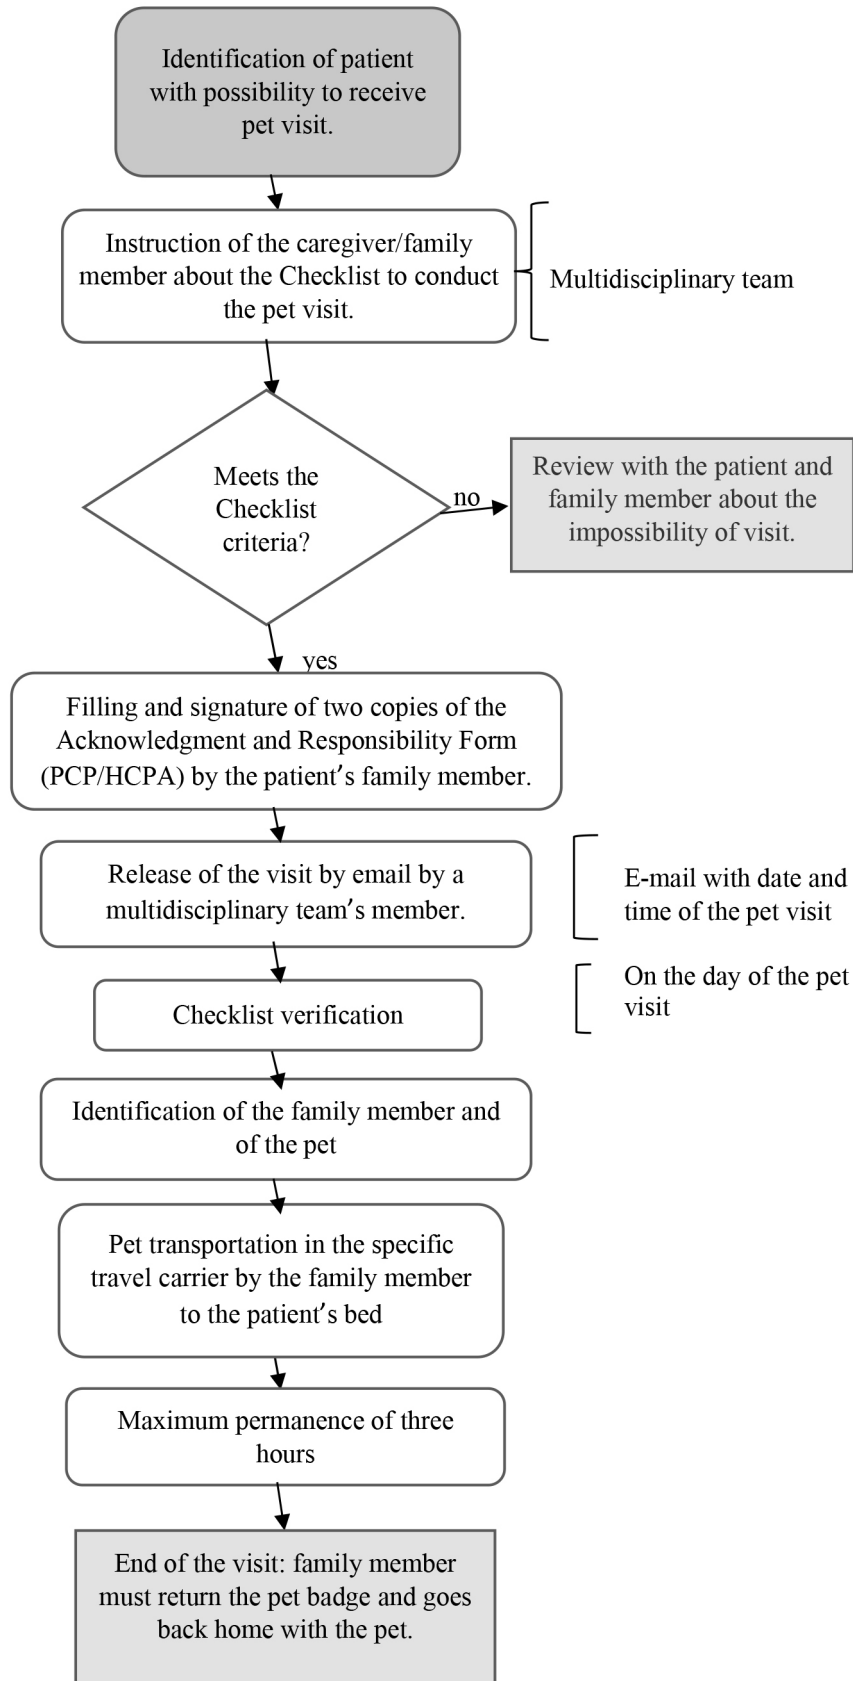 Identification of patient
with possibility to receive
pet visit.
Instruction of the caregiver/family
member about the Checklist to conduct
the pet visit.
Multidisciplinary team
Meets the
Checklist
criteria?
no
Review with the patient and
family member about the
impossibility of visit.
yes
Filling and signature of two copies of the
Acknowledgment and Responsibility Form
(PCP/HCPA) by the patient’s family member.
Release of the visit by email by a
multidisciplinary team’s member.
E-mail with date and
time of the pet visit
On the day of the pet
visit
Checklist verification
Identification of the family member and
of the pet
Pet transportation in the specific
travel carrier by the family member
to the patient’s bed
Maximum permanence of three
hours
End of the visit: family member
must return the pet badge and goes
back home with the pet.